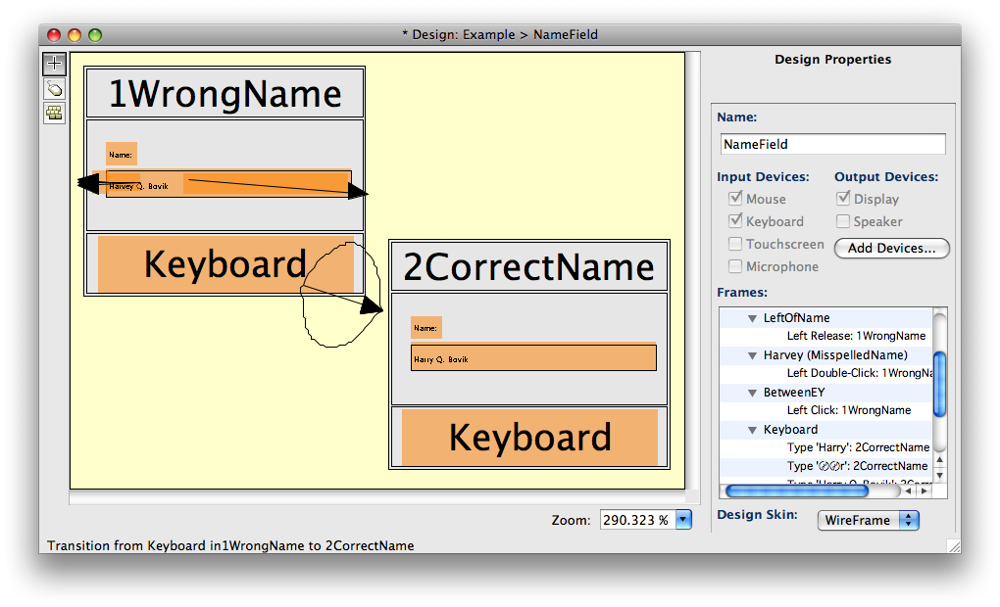 * Design: Example > NameField
1WrongName
Name:
Harvey Q. Bovik
Keyboard
2CorrectName
Name:
Harry Q. Bovik
Keyboard
Zoom: 290.323 %
Transition from Keyboard in1WrongName to 2CorrectName
Design Properties
Name:
NameField
Input Devices: Output Devices:
Mouse Display
Keyboard Speaker
Touchscreen Add Devices...
Microphone
Frames:
LeftOfName
Left Release: 1WrongName
Harvey (MisspelledName)
Left Double-Click: 1WrongNa
BetweenEY
Left Click: 1WrongName
Keyboard
Type 'Harry': 2CorrectName
Type '⌫⌫r': 2CorrectName
Type 'Harry Q. Bovik': 2Corr
Design Skin: WireFrame